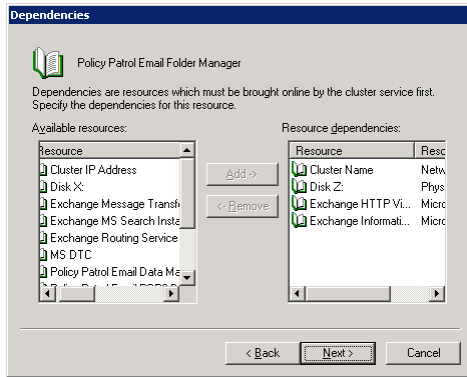 Dependencies
Policy Patrol Email Folder Manager
Dependencies are resources which must be brought online by the cluster service first.
Specify the dependencies for this resource.
Available resources:
Resource dependencies:
Resource
Cluster IP Address
Disk X:
Exchange Message Transf
Exchange MS Search Insta
Exchange Routing Service
MS DTC
Policy Patrol Email Data Ma
Add ->
<- Remove
Resource Resc
Cluster Name Netw
Disk Z: Phys
Exchange HTTP Vi... Micro
Exchange Informati... Micro
< Back
Next >
Cancel